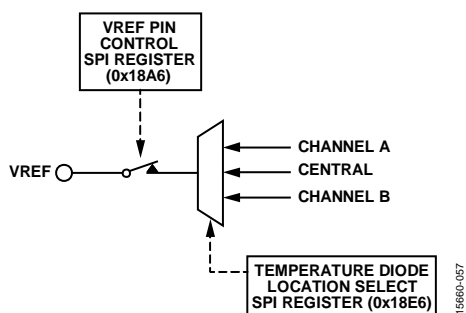 VREF PIN
CONTROL
SPI REGISTER
(0x18A6)
VREF
CHANNEL A
CENTRAL
CHANNEL B
TEMPERATURE DIODE
LOCATION SELECT
SPI REGISTER (0x18E6)
15660-057